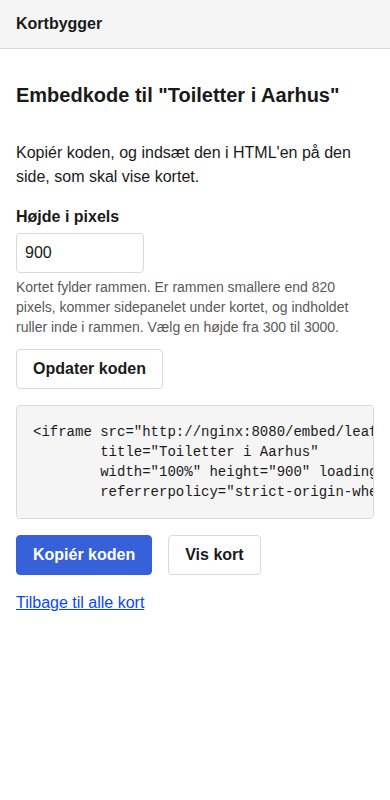 Kortbygger
Embedkode til "Toiletter i Aarhus"
Kopiér koden, og indsæt den i HTML'en på den
side, som skal vise kortet.
Højde i pixels
900
Kortet fylder rammen. Er rammen smallere end 820
pixels, kommer sidepanelet under kortet, og indholdet
ruller inde i rammen. Vælg en højde fra 300 til 3000.
Opdater koden
<iframe src="http://nginx:8080/embed/leaf
title="Toiletter i Aarhus"
width="100%" height="900" loading
referrerpolicy="strict-origin-whe
Kopiér koden
Vis kort
Tilbage til alle kort